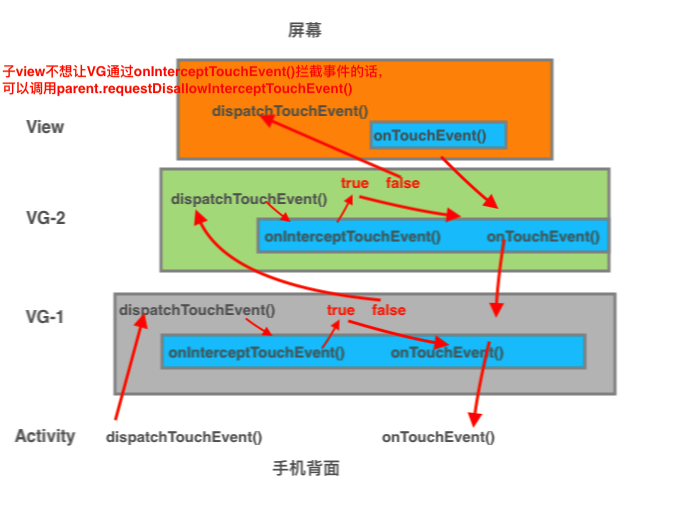 屏幕
子view不想让VG通过onInterceptTouchEvent()拦截事件的话,
可以调用parent.requestDisallowInterceptTouchEvent()
dispatchTouchEvent()
View
onTouchEvent()
true false
dispatchTouchEvent()
VG-2
onInterceptTouchEvent() onTouchEvent()
dispatchTouchEvent() true false
VG-1
onInterceptTouchEvent() onTouchEvent()
Activity dispatchTouchEvent() onTouchEvent()
手机背面